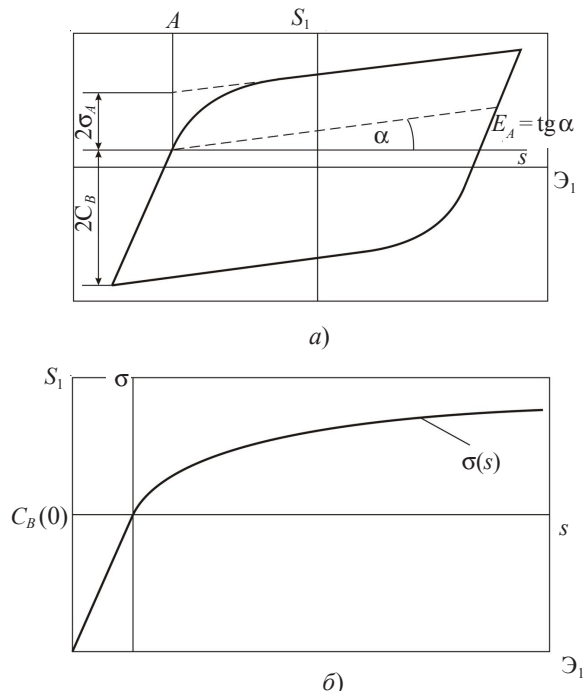 A
S₁
2σ_A
2C_B
α
E_A = tg α
s
Э₁
а)
S₁
σ
σ(s)
C_B(0)
s
Э₁
б)